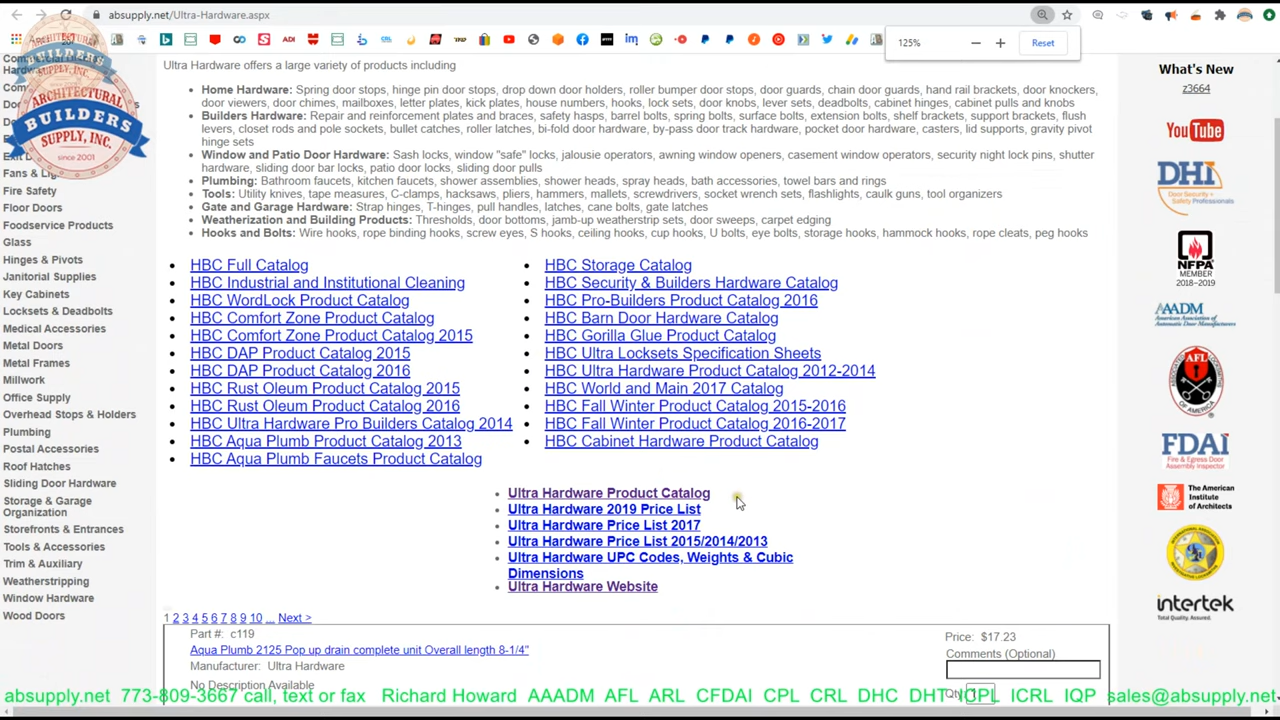 absupply.net/Ultra-Hardware.aspx
125%
Reset
ARCHITECTURAL
BUILDERS
SUPPLY, INC.
since 2001
Fire Safety
Floor Doors
Foodservice Products
Glass
Hinges & Pivots
Janitorial Supplies
Key Cabinets
Locksets & Deadbolts
Medical Accessories
Metal Doors
Metal Frames
Millwork
Office Supply
Overhead Stops & Holders
Plumbing
Postal Accessories
Roof Hatches
Sliding Door Hardware
Storage & Garage
Organization
Storefronts & Entrances
Tools & Accessories
Trim & Auxiliary
Weatherstripping
Window Hardware
Wood Doors
Ultra Hardware offers a large variety of products including
Home Hardware: Spring door stops, hinge pin door stops, drop down door holders, roller bumper door stops, door guards, chain door guards, hand rail brackets, door knockers,
door viewers, door chimes, mailboxes, letter plates, kick plates, house numbers, hooks, lock sets, door knobs, lever sets, deadbolts, cabinet hinges, cabinet pulls and knobs
Builders Hardware: Repair and reinforcement plates and braces, safety hasps, barrel bolts, spring bolts, surface bolts, extension bolts, shelf brackets, support brackets, flush
levers, closet rods and pole sockets, bullet catches, roller latches, bi-fold door hardware, by-pass door track hardware, pocket door hardware, casters, lid supports, gravity pivot
hinge sets
Window and Patio Door Hardware: Sash locks, window "safe" locks, jalousie operators, awning window openers, casement window operators, security night lock pins, shutter
hardware, sliding door bar locks, patio door locks, sliding door pulls
Plumbing: Bathroom faucets, kitchen faucets, shower assemblies, shower heads, spray heads, bath accessories, towel bars and rings
Tools: Utility knives, tape measures, C-clamps, hacksaws, pliers, hammers, mallets, screwdrivers, socket wrench sets, flashlights, caulk guns, tool organizers
Gate and Garage Hardware: Strap hinges, T-hinges, pull handles, latches, cane bolts, gate latches
Weatherization and Building Products: Thresholds, door bottoms, jamb-up weatherstrip sets, door sweeps, carpet edging
Hooks and Bolts: Wire hooks, rope binding hooks, screw eyes, S hooks, ceiling hooks, cup hooks, U bolts, eye bolts, storage hooks, hammock hooks, rope cleats, peg hooks
HBC Full Catalog
HBC Industrial and Institutional Cleaning
HBC WordLock Product Catalog
HBC Comfort Zone Product Catalog
HBC Comfort Zone Product Catalog 2015
HBC DAP Product Catalog 2015
HBC DAP Product Catalog 2016
HBC Rust Oleum Product Catalog 2015
HBC Rust Oleum Product Catalog 2016
HBC Ultra Hardware Pro Builders Catalog 2014
HBC Aqua Plumb Product Catalog 2013
HBC Aqua Plumb Faucets Product Catalog
HBC Storage Catalog
HBC Security & Builders Hardware Catalog
HBC Pro-Builders Product Catalog 2016
HBC Barn Door Hardware Catalog
HBC Gorilla Glue Product Catalog
HBC Ultra Locksets Specification Sheets
HBC Ultra Hardware Product Catalog 2012-2014
HBC World and Main 2017 Catalog
HBC Fall Winter Product Catalog 2015-2016
HBC Fall Winter Product Catalog 2016-2017
HBC Cabinet Hardware Product Catalog
Ultra Hardware Product Catalog
Ultra Hardware 2019 Price List
Ultra Hardware Price List 2017
Ultra Hardware Price List 2015/2014/2013
Ultra Hardware UPC Codes, Weights & Cubic
Dimensions
Ultra Hardware Website
1 2 3 4 5 6 7 8 9 10 ... Next >
Part #: c119
Aqua Plumb 2125 Pop up drain complete unit Overall length 8-1/4"
Manufacturer: Ultra Hardware
No Description Available
Price: $17.23
Comments (Optional)
What's New
z3664
YouTube
DHI
Door Security +
Safety Professionals
NFPA
MEMBER
2018-2019
AADM
American Association of
Automatic Door Manufacturers
AFL
FDAI
Fire & Egress Door
Assembly Inspector
The American
Institute
of Architects
intertek
Total Quality. Assured.
absupply.net 773-809-3667 call, text or fax Richard Howard AAADM AFL ARL CFDAI CPL CRL DHC DHT ICPL ICRL IQP sales@absupply.net